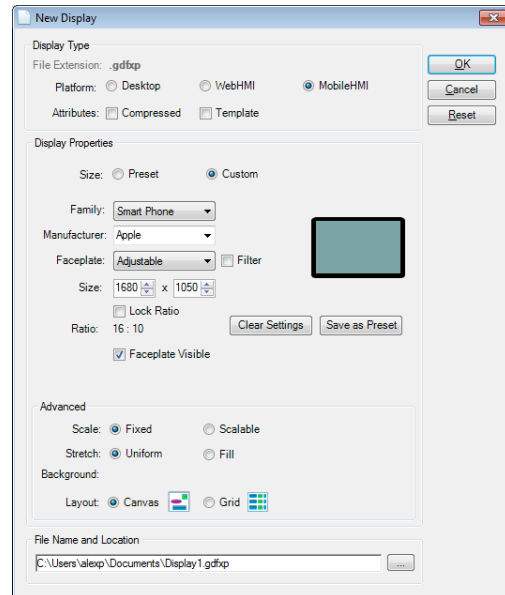 New Display
Display Type
File Extension: .gdfxp
Platform: Desktop WebHMI MobileHMI
Attributes: Compressed Template
OK
Cancel
Reset
Display Properties
Size: Preset Custom
Family: Smart Phone
Manufacturer: Apple
Faceplate: Adjustable Filter
Size: 1680 x 1050
Lock Ratio
Ratio: 16 : 10
Clear Settings Save as Preset
Faceplate Visible
Advanced
Scale: Fixed Scalable
Stretch: Uniform Fill
Background:
Layout: Canvas Grid
File Name and Location
C:\Users\alexp\Documents\Display1.gdfxp ...